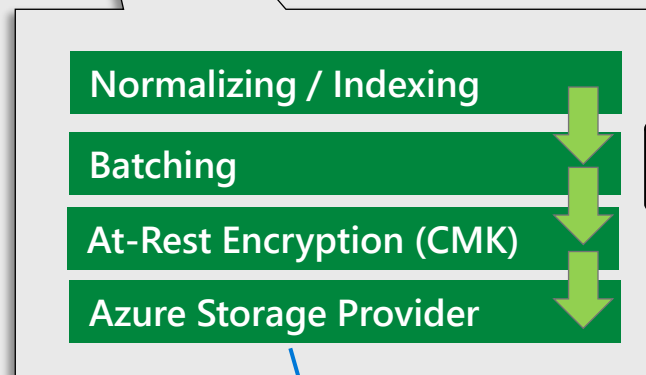 Normalizing / Indexing
Batching
At-Rest Encryption (CMK)
Azure Storage Provider